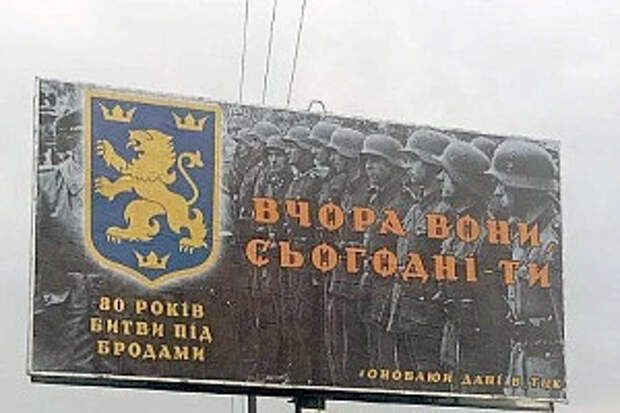 ВЧОРА ВОНИ,
СЬОГОДНІ - ТИ
80 РОКІВ
БИТВИ ПІД
БРОДАМИ
ДАНІ В ТЦК